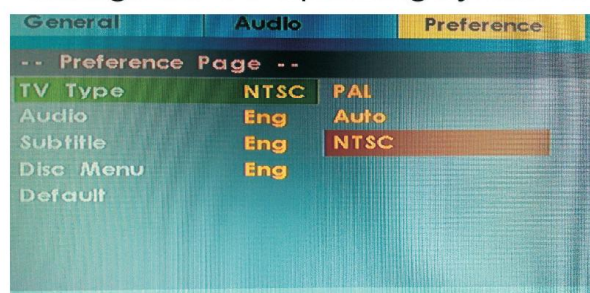 General Audio Preference
-- Preference Page --
TV Type NTSC PAL
Audio Eng Auto
Subtitle Eng NTSC
Disc Menu Eng
Default